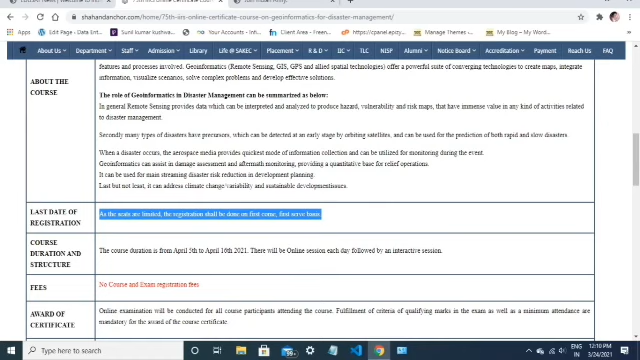 75th IIRS Online Certificate Cou
shahandanchor.com/home/75th-iirs-online-certificate-course-on-geoinformatics-for-disaster-management/
Apps
Edit Page - Data Entr
Sunil kumar kushwa
(2) YouTube
Your Accounts - G
https://cpanel.epcty
Manage Themes
My Blog — My Word
About Us
Department
Staff
Admission
Library
Life @ SAKEC
Placement
R & D
IIC
TLC
NISP
Alumni
Notice Board
Accreditation
Payment
Reach US
FAQ
features and processes involved. Geoinformatics (Remote Sensing, GIS, GPS and allied spatial technologies) offer a powerful suite of converging technologies to create maps, integrate
information, visualize scenarios, solve complex problems and develop effective solutions.
ABOUT THE
COURSE
The role of Geoinformatics in Disaster Management can be summarized as below:
In general Remote Sensing provides data which can be interpreted and analyzed to produce hazard, vulnerability and risk maps, that have immense value in any kind of activities related
to disaster management.
Secondly many types of disasters have precursors, which can be detected at early stage by orbiting satellites, and can be used for the prediction of both rapid and slow disasters.
When a disaster occurs, the aerospace media provides quickest mode of information collection and can be utilized for monitoring during the event.
Geoinformatics can assist in damage assessment and aftermath monitoring, providing a quantitative base for relief operations.
It can be used for main streaming disaster risk reduction in development planning.
Last but not least, it can address climate change/variability and sustainable developmentissues.
LAST DATE OF
REGISTRATION
As the seats are limited, the registration shall be done on first come, first serve basis.
COURSE
DURATION AND
STRUCTURE
The course duration is from April 5th to April 16th 2021. There will be Online session each day followed by an interactive session.
FEES
No Course and Exam registration fees
AWARD OF
CERTIFICATE
Online examination will be conducted for all course participants attending the course. Fulfillment of criteria of qualifying marks in the exam as well as a minimum attendance are
mandatory for the award of the course certificate.
Type here to search
99+
ENG
IN
12:10 PM
3/24/2021